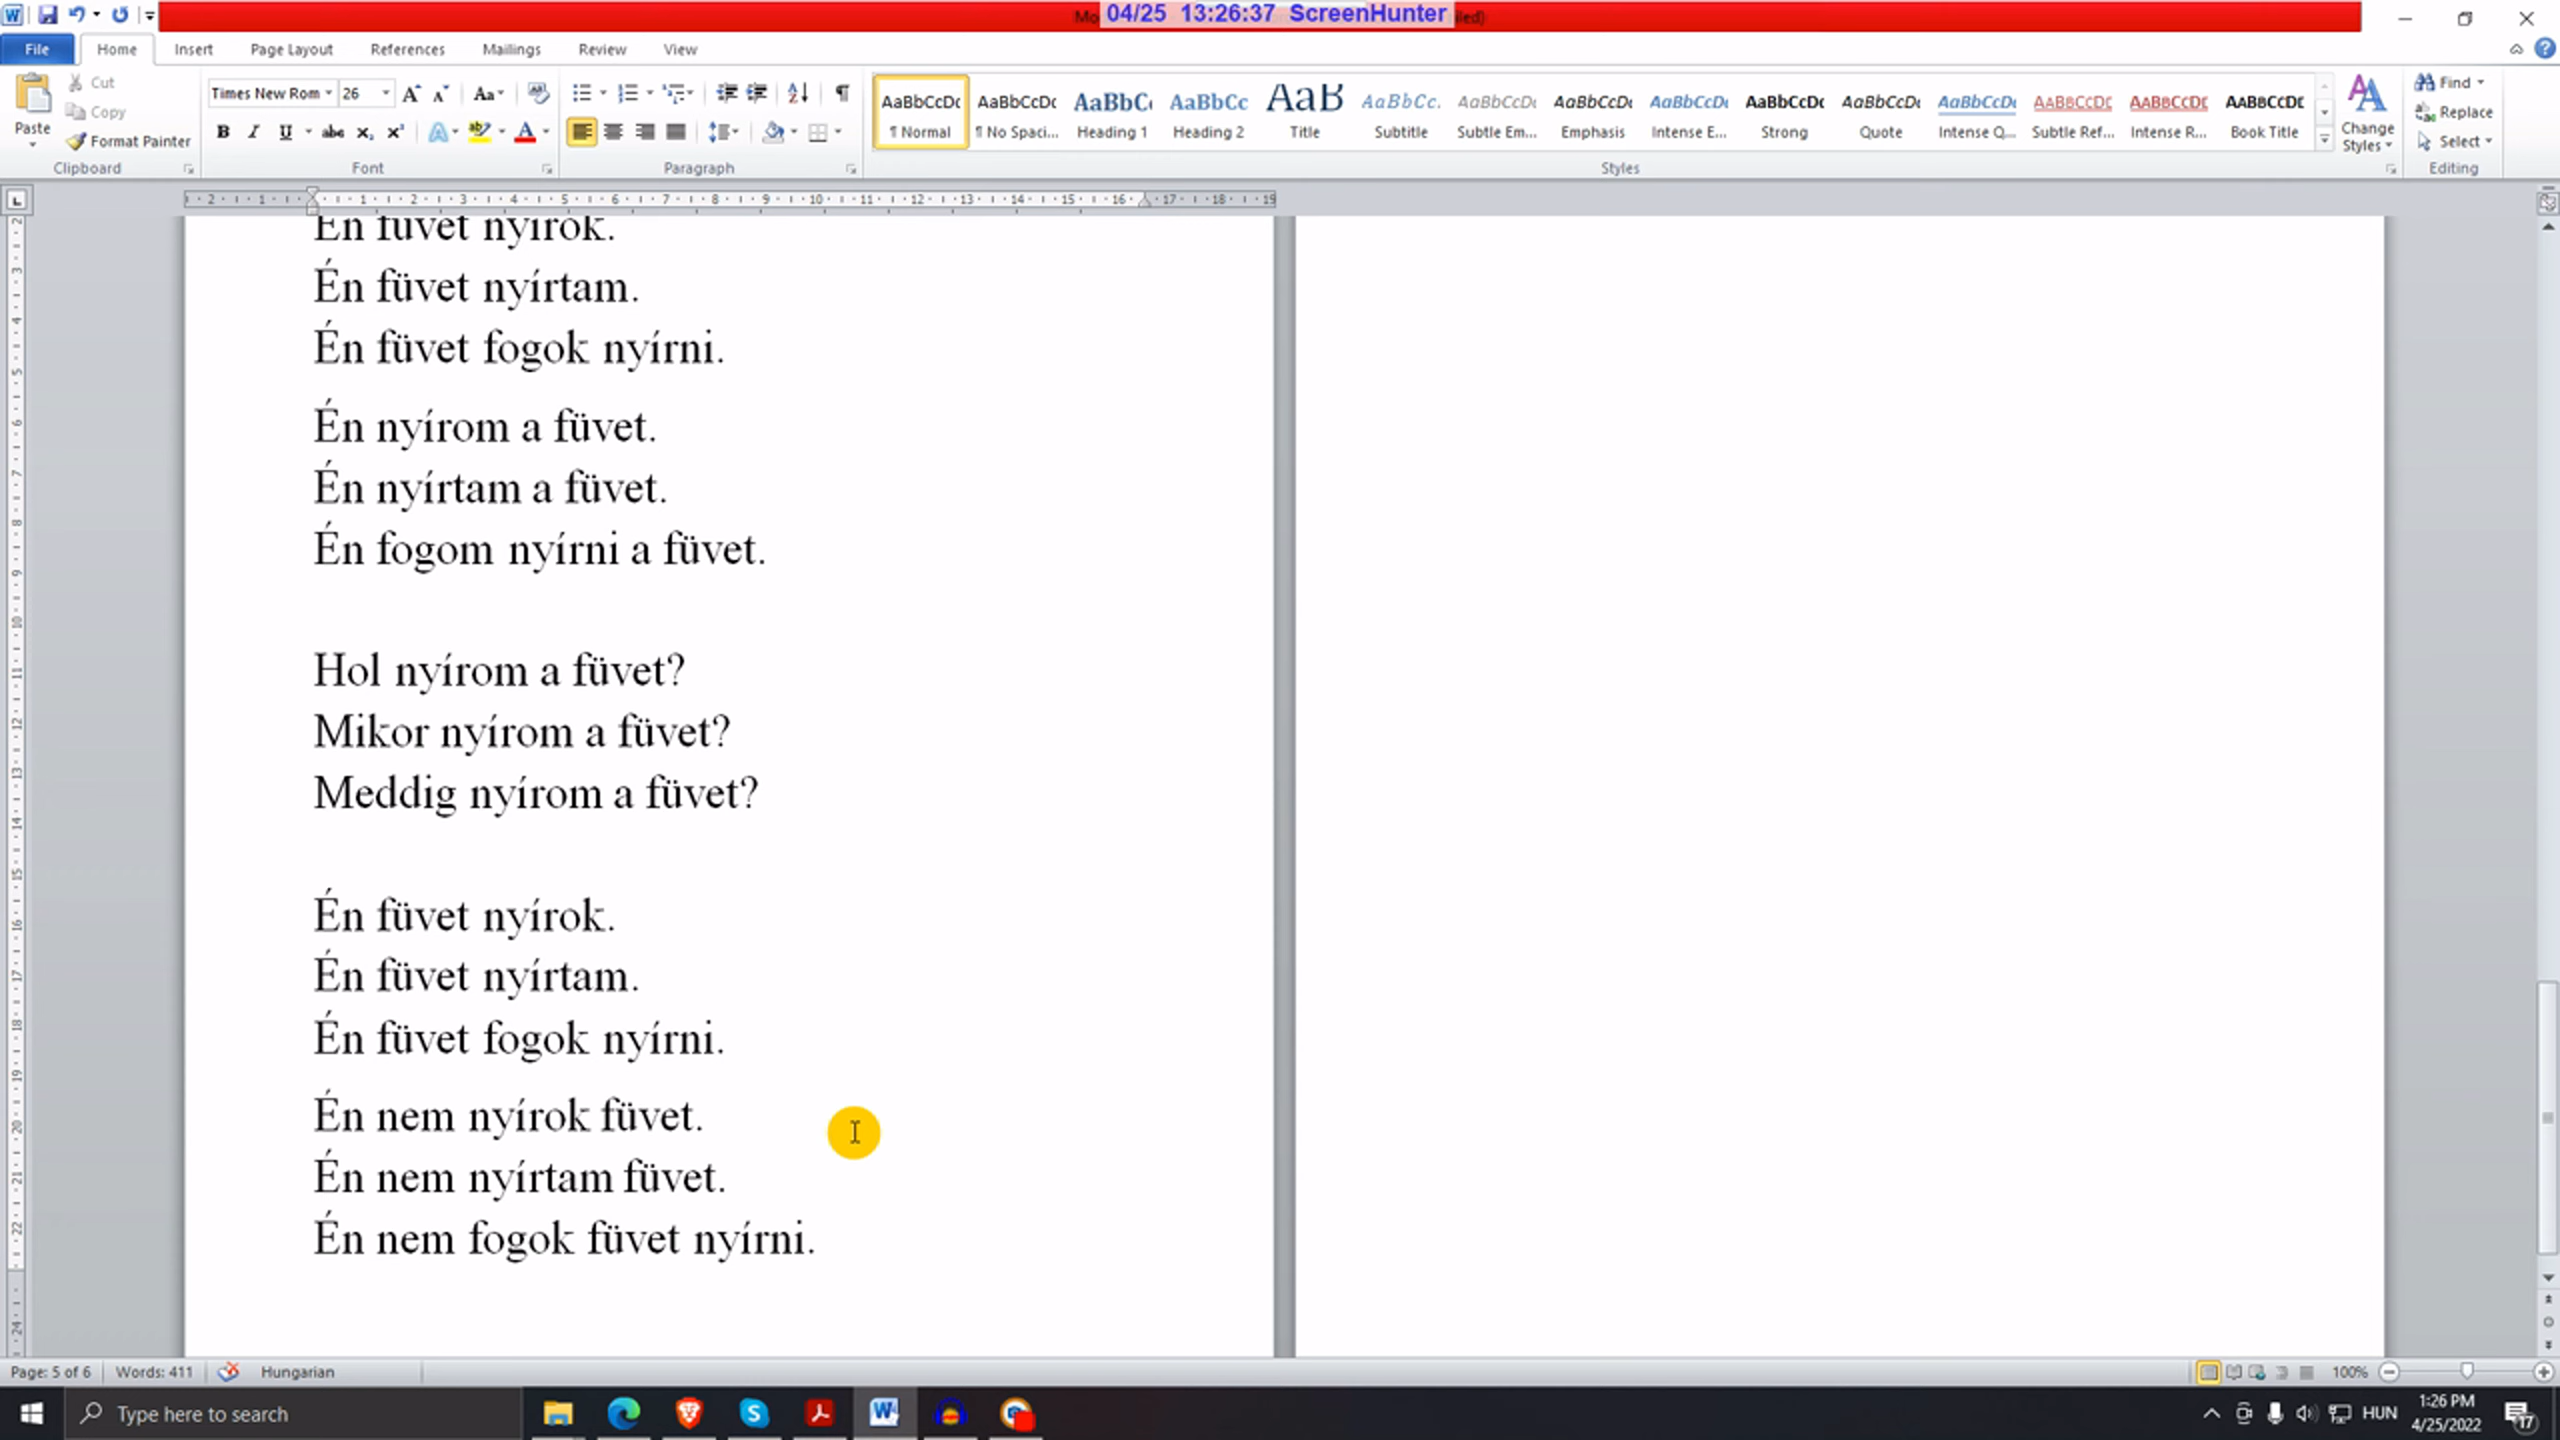 04/25 13:26:37 ScreenHunter
File Home Insert Page Layout References Mailings Review View
Paste
Cut
Copy
Format Painter
Clipboard
Times New Rom 26
Font
Paragraph
AaBbCcDc AaBbCcDc AaBbC AaBbCc AaB AaBbCc. AaBbCcDc AaBbCcDc AaBbCcDc AaBbCcDc AaBbCcDc AaBbCcDc AABBCCDC AABBCCDC AABBCCDE
¶ Normal ¶ No Spaci... Heading 1 Heading 2 Title Subtitle Subtle Em... Emphasis Intense E... Strong Quote Intense Q... Subtle Ref... Intense R... Book Title
Styles
Change Styles
Find
Replace
Select
Editing
Én füvet nyírok.
Én füvet nyírtam.
Én füvet fogok nyírni.
Én nyírom a füvet.
Én nyírtam a füvet.
Én fogom nyírni a füvet.
Hol nyírom a füvet?
Mikor nyírom a füvet?
Meddig nyírom a füvet?
Én füvet nyírok.
Én füvet nyírtam.
Én füvet fogok nyírni.
Én nem nyírok füvet.
Én nem nyírtam füvet.
Én nem fogok füvet nyírni.
Page: 5 of 6 Words: 411 Hungarian 100%
Type here to search
HUN
1:26 PM
4/25/2022
17